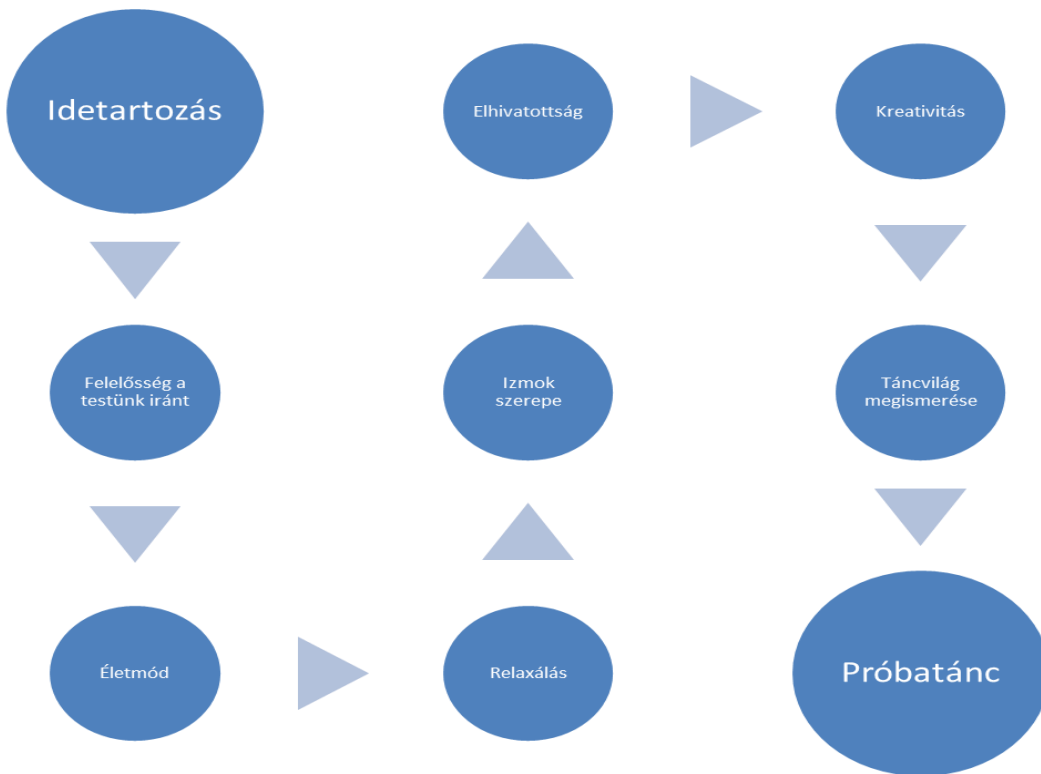 Idetartozás
Felelősség a
testünk iránt
Életmód
Relaxálás
Izmok
szerepe
Elhivatottság
Kreativitás
Táncvilág
megismerése
Próbatánc